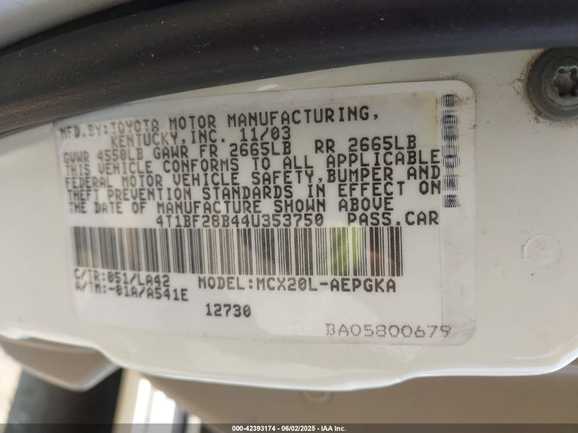 MFD.BY:TOYOTA MOTOR MANUFACTURING,
KENTUCKY,INC. 11/03
GVWR 4550LB GAWR FR 2665LB RR 2665LB
THIS VEHICLE CONFORMS TO ALL APPLICABLE
FEDERAL MOTOR VEHICLE SAFETY,BUMPER AND
THEFT PREVENTION STANDARDS IN EFFECT ON
THE DATE OF MANUFACTURE SHOWN ABOVE
4T1BF28B44U353750 PASS.CAR
C/TR:051/LA42 MODEL:MCX20L-AEPGKA
A/TM:-01A/A541E
12730
BA05800679
000-42393174 - 06/02/2025 - IAA Inc.